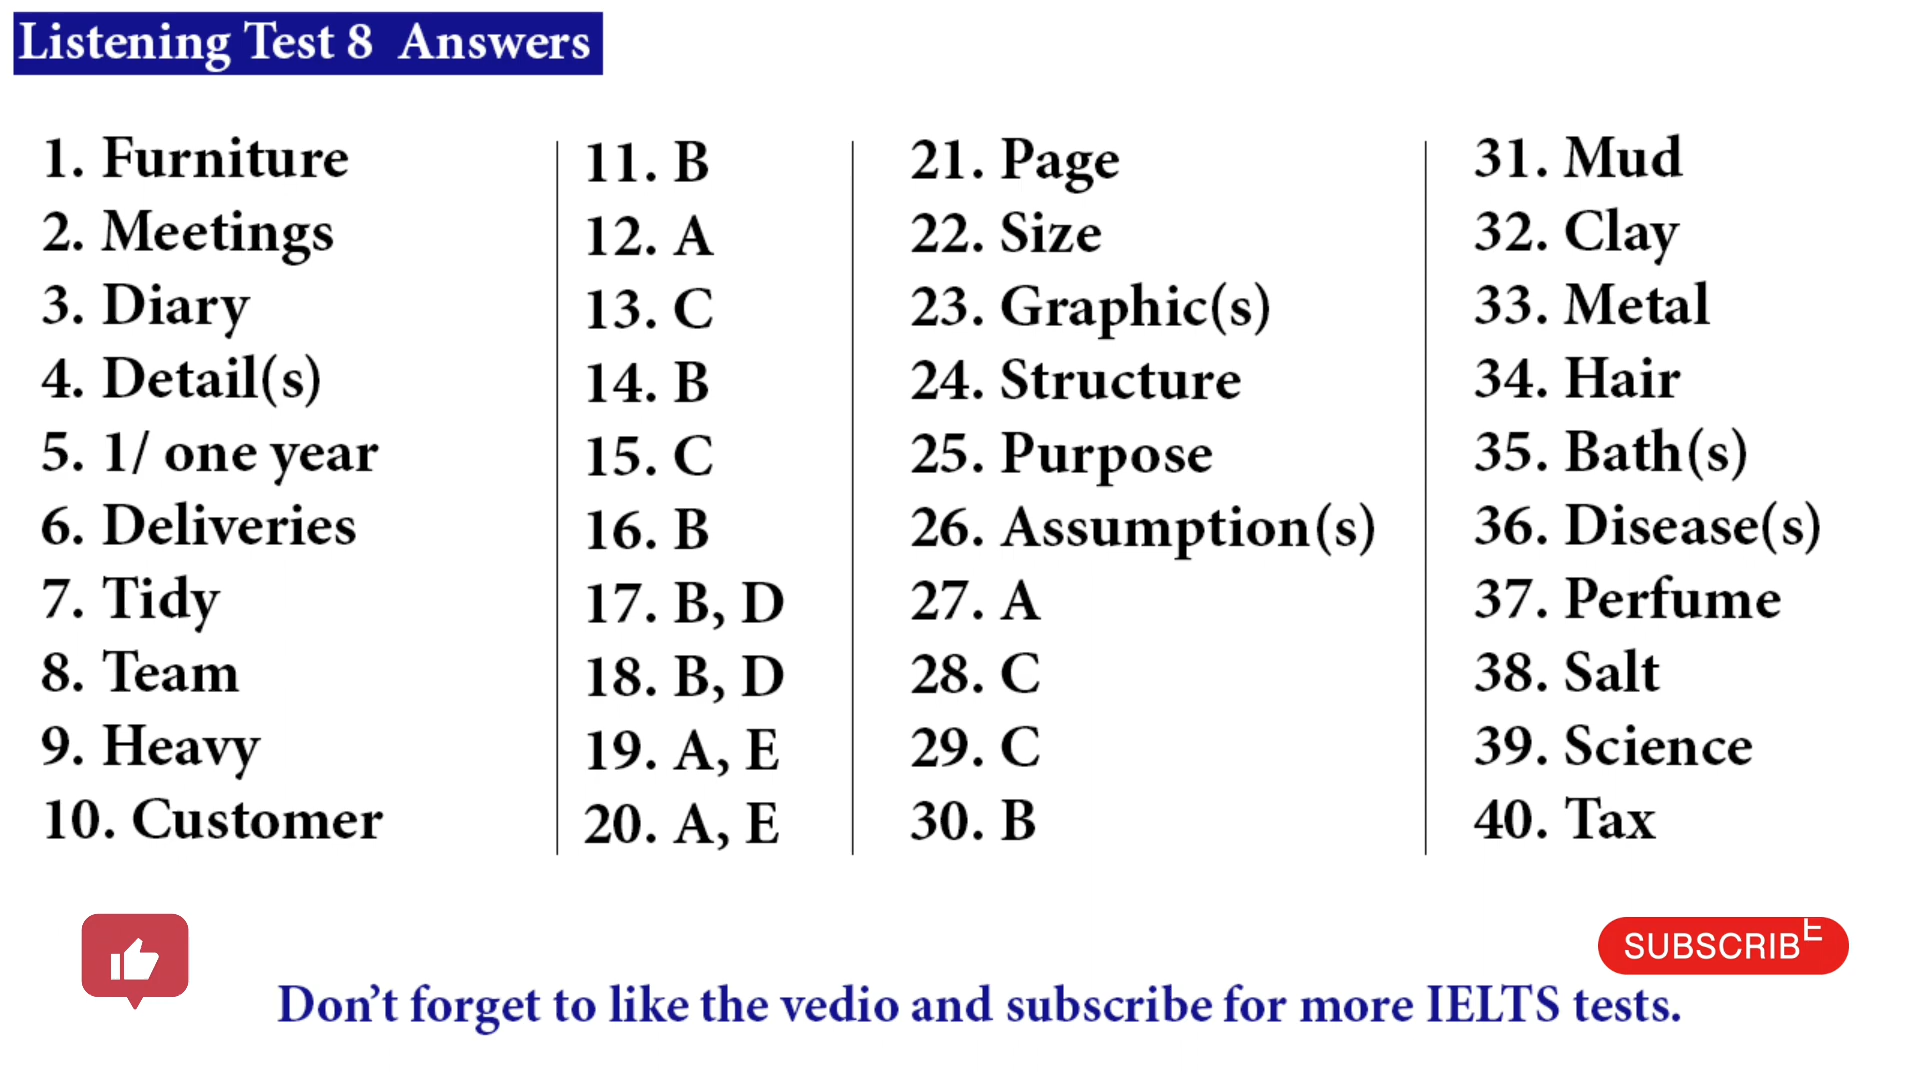 Listening Test 8 Answers
1. Furniture
2. Meetings
3. Diary
4. Detail(s)
5. 1/ one year
6. Deliveries
7. Tidy
8. Team
9. Heavy
10. Customer
11. B
12. A
13. C
14. B
15. C
16. B
17. B, D
18. B, D
19. A, E
20. A, E
21. Page
22. Size
23. Graphic(s)
24. Structure
25. Purpose
26. Assumption(s)
27. A
28. C
29. C
30. B
31. Mud
32. Clay
33. Metal
34. Hair
35. Bath(s)
36. Disease(s)
37. Perfume
38. Salt
39. Science
40. Tax
SUBSCRIBE
Don't forget to like the vedio and subscribe for more IELTS tests.